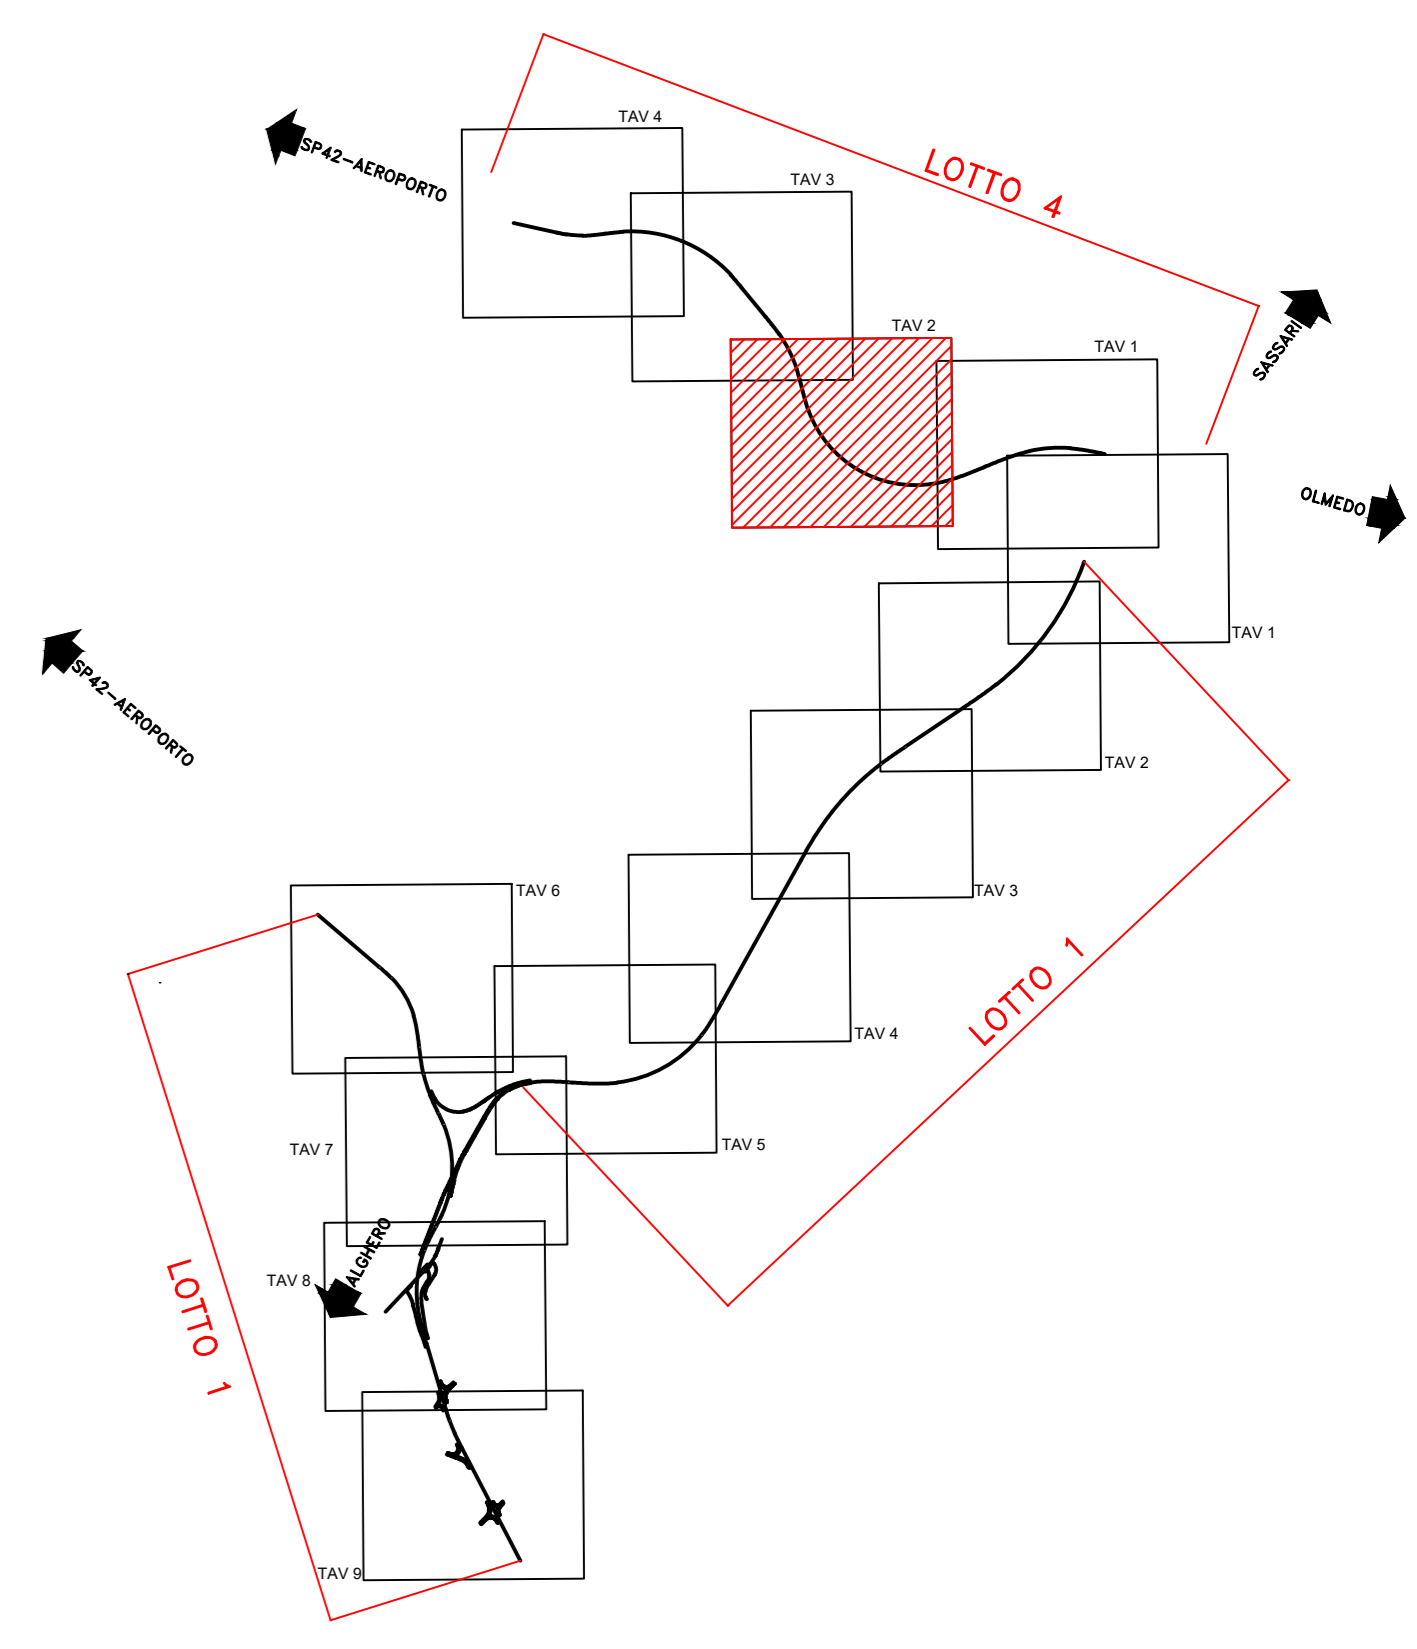 TAV 4
SP42-AEROPORTO
LOTTO 4
TAV 3
TAV 2
SASSARI
TAV 1
OLMEDO
TAV 1
SP42-AEROPORTO
TAV 2
TAV 3
TAV 6
LOTTO 1
TAV 4
TAV 5
TAV 7
ALGHERO
TAV 8
LOTTO 1
TAV 9